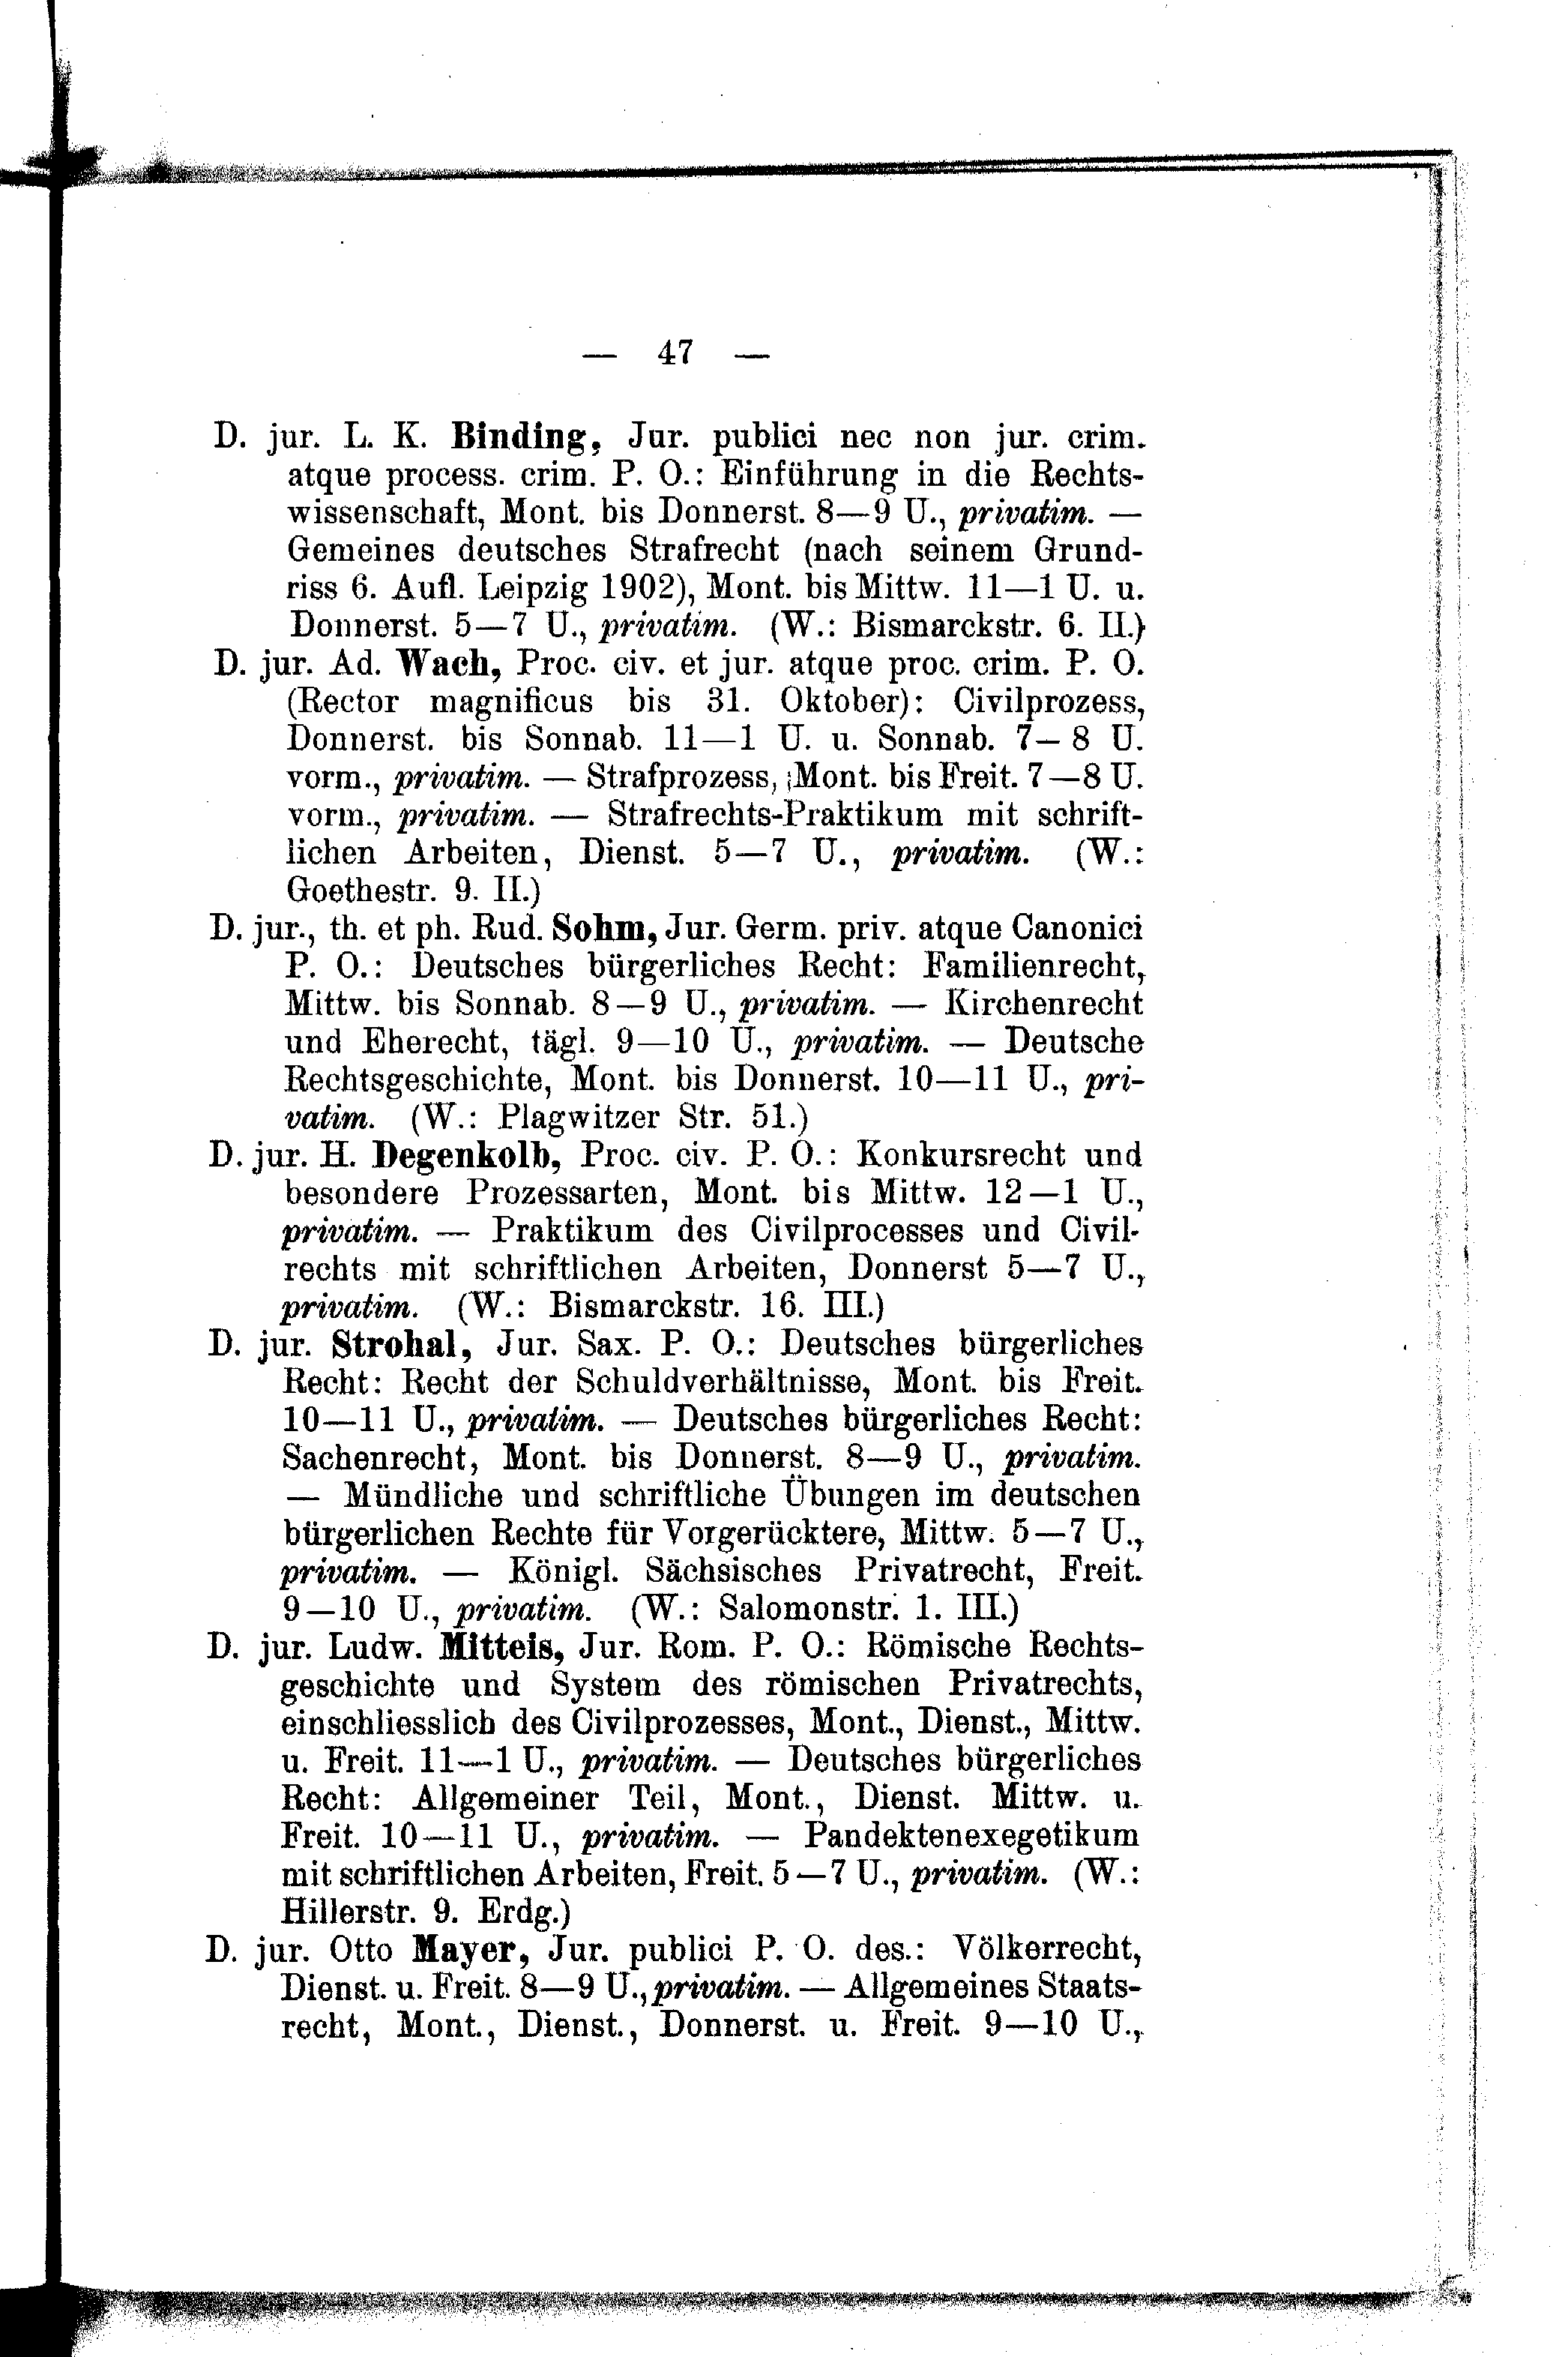 — 47 —
D. jur. L. K. Binding, Jur. publici nec non jur. crim.
atque process. crim. P. O.: Einführung in die Rechts-
wissenschaft, Mont. bis Donnerst. 8—9 U., privatim. —
Gemeines deutsches Strafrecht (nach seinem Grund-
riss 6. Aufl. Leipzig 1902), Mont. bis Mittw. 11—1 U. u.
Donnerst. 5—7 U., privatim. (W.: Bismarckstr. 6. II.)
D. jur. Ad. Wach, Proc. civ. et jur. atque proc. crim. P. O.
(Rector magnificus bis 31. Oktober): Civilprozess,
Donnerst. bis Sonnab. 11—1 U. u. Sonnab. 7—8 U.
vorm., privatim. — Strafprozess, Mont. bis Freit. 7—8 U.
vorm., privatim. — Strafrechts-Praktikum mit schrift-
lichen Arbeiten, Dienst. 5—7 U., privatim. (W.:
Goethestr. 9. II.)
D. jur., th. et ph. Rud. Sohm, Jur. Germ. priv. atque Canonici
P. O.: Deutsches bürgerliches Recht: Familienrecht,
Mittw. bis Sonnab. 8—9 U., privatim. — Kirchenrecht
und Eherecht, tägl. 9—10 U., privatim. — Deutsche
Rechtsgeschichte, Mont. bis Donnerst. 10—11 U., pri-
vatim. (W.: Plagwitzer Str. 51.)
D. jur. H. Degenkolb, Proc. civ. P. O.: Konkursrecht und
besondere Prozessarten, Mont. bis Mittw. 12—1 U.,
privatim. — Praktikum des Civilprocesses und Civil-
rechts mit schriftlichen Arbeiten, Donnerst 5—7 U.,
privatim. (W.: Bismarckstr. 16. III.)
D. jur. Strohal, Jur. Sax. P. O.: Deutsches bürgerliches
Recht: Recht der Schuldverhältnisse, Mont. bis Freit.
10—11 U., privatim. — Deutsches bürgerliches Recht:
Sachenrecht, Mont. bis Donnerst. 8—9 U., privatim.
— Mündliche und schriftliche Übungen im deutschen
bürgerlichen Rechte für Vorgerücktere, Mittw. 5—7 U.,
privatim. — Königl. Sächsisches Privatrecht, Freit.
9—10 U., privatim. (W.: Salomonstr. 1. III.)
D. jur. Ludw. Mitteis, Jur. Rom. P. O.: Römische Rechts-
geschichte und System des römischen Privatrechts,
einschliesslich des Civilprozesses, Mont., Dienst., Mittw.
u. Freit. 11—1 U., privatim. — Deutsches bürgerliches
Recht: Allgemeiner Teil, Mont., Dienst. Mittw. u.
Freit. 10—11 U., privatim. — Pandektenexegetikum
mit schriftlichen Arbeiten, Freit. 5—7 U., privatim. (W.:
Hillerstr. 9. Erdg.)
D. jur. Otto Mayer, Jur. publici P. O. des.: Völkerrecht,
Dienst. u. Freit. 8—9 U., privatim. — Allgemeines Staats-
recht, Mont., Dienst., Donnerst. u. Freit. 9—10 U.,